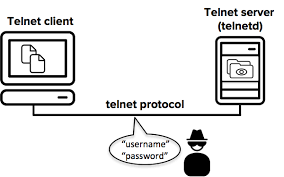 Telnet client
Telnet server
(telnetd)
telnet protocol
“username”
“password”